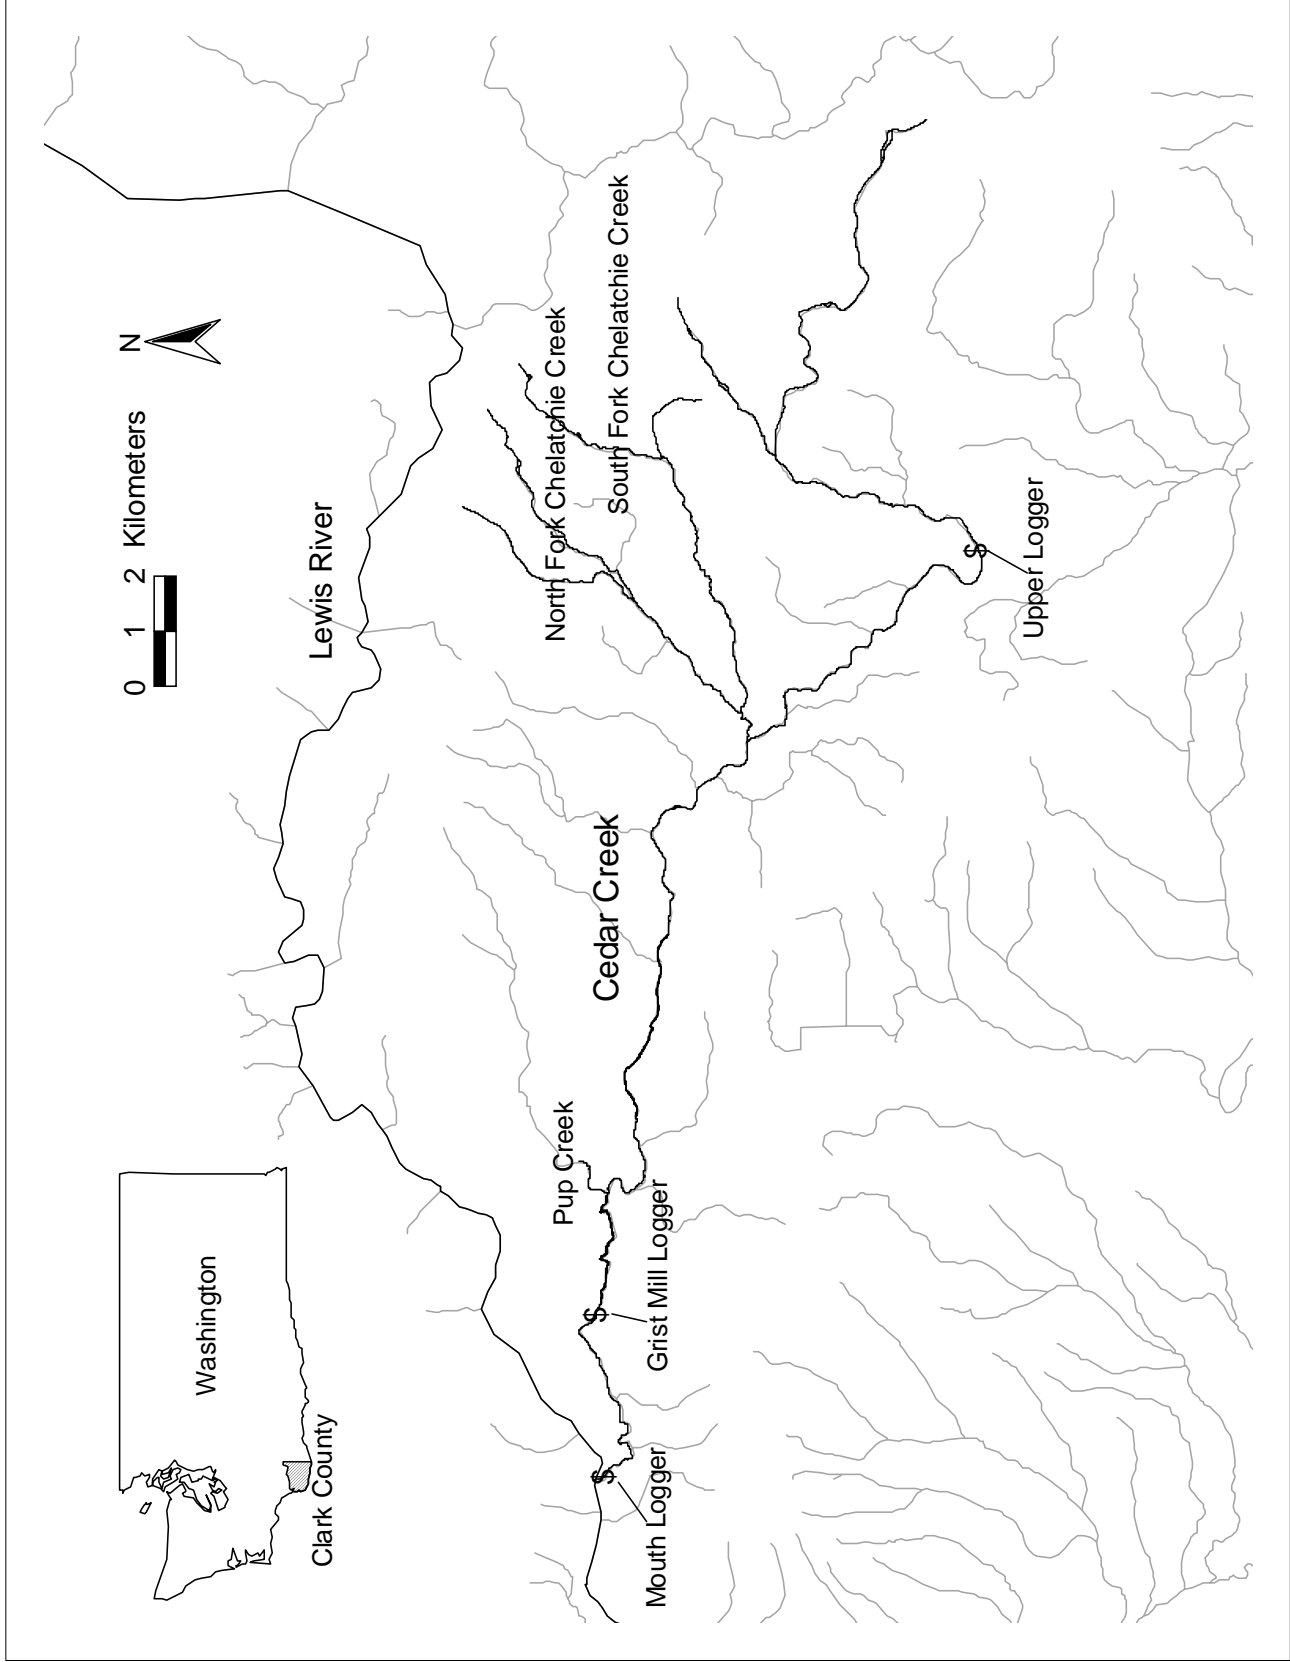 Washington
Clark County
0 1 2 Kilometers
N
Lewis River
North Fork Chelatchie Creek
South Fork Chelatchie Creek
Cedar Creek
Pup Creek
Grist Mill Logger
Mouth Logger
Upper Logger
$
$
$